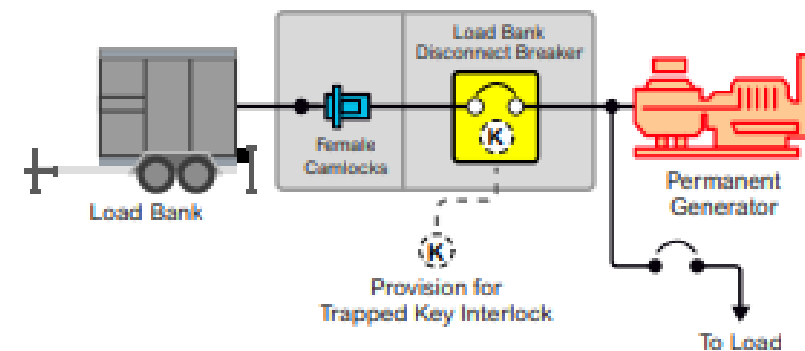 Load Bank
Disconnect Breaker
K
Female
Camlocks
Load Bank
Permanent
Generator
K
Provision for
Trapped Key Interlock
To Load